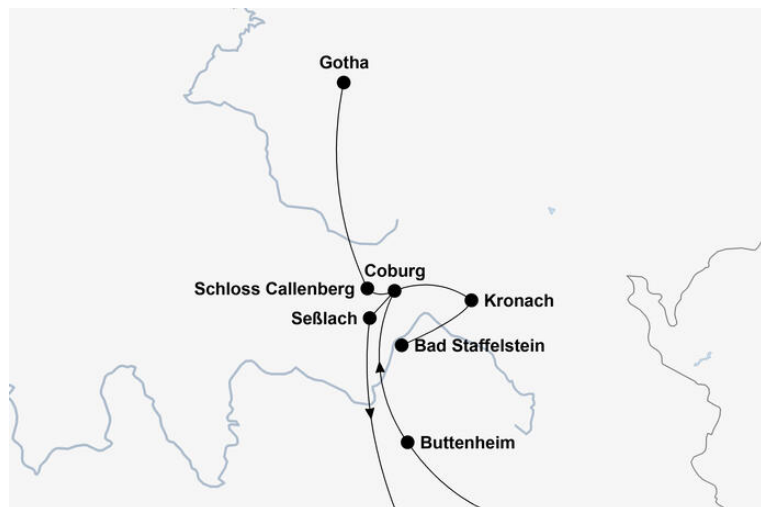 Gotha
Coburg
Schloss Callenberg
Kronach
Seßlach
Bad Staffelstein
Buttenheim